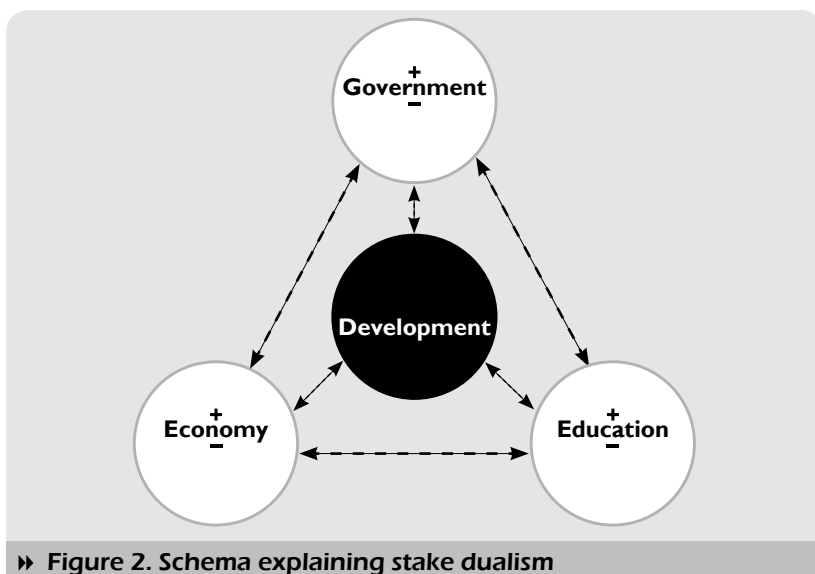 +
Government
−
Development
+
Economy
−
+
Education
−
» Figure 2. Schema explaining stake dualism